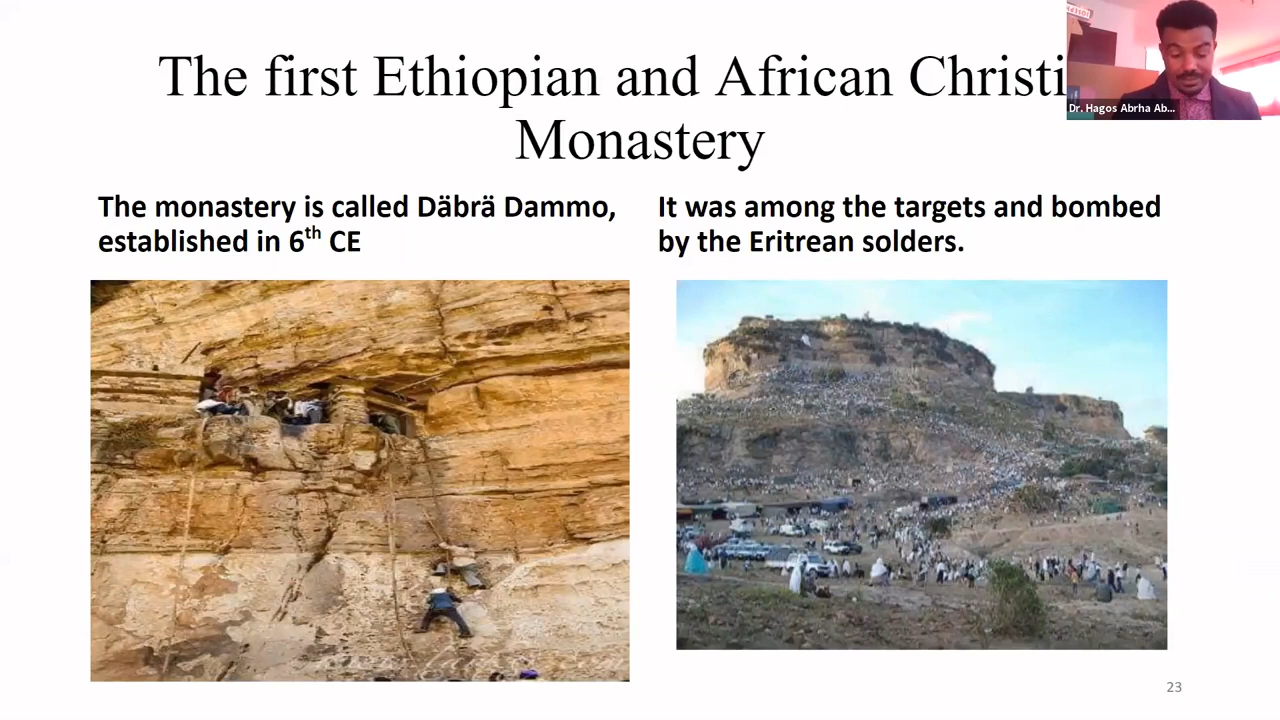 The first Ethiopian and African Christi
Monastery
Dr. Hagos Abrha Ab...
The monastery is called Däbrä Dammo,
established in 6th CE
It was among the targets and bombed
by the Eritrean solders.
23